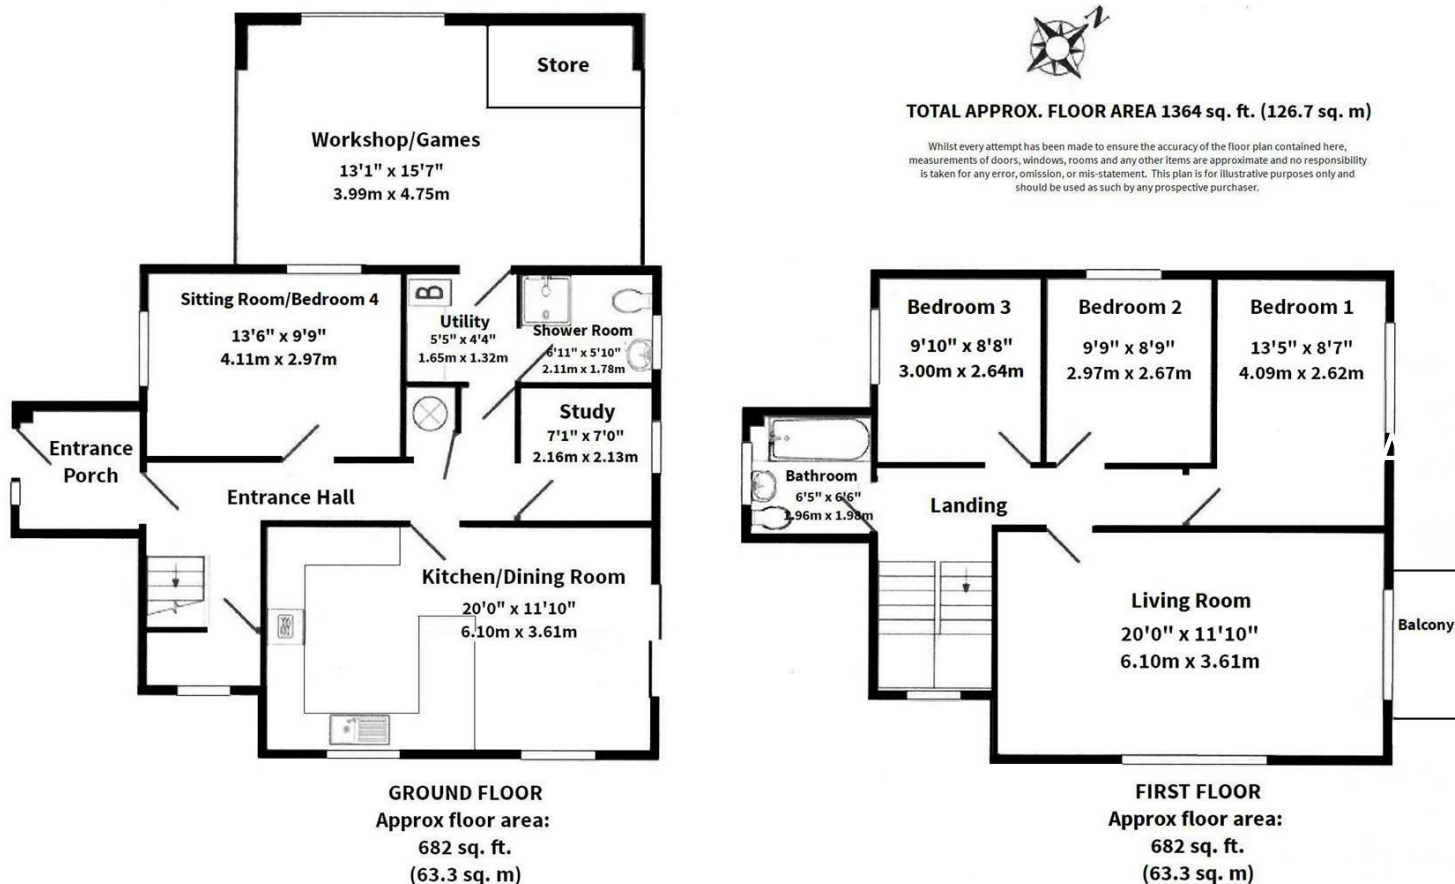 Store
Workshop/Games
13'1" x 15'7"
3.99m x 4.75m
Sitting Room/Bedroom 4
13'6" x 9'9"
4.11m x 2.97m
B
Utility
5'5" x 4'4"
1.65m x 1.32m
Shower Room
6'11" x 5'10"
2.11m x 1.78m
Study
7'1" x 7'0"
2.16m x 2.13m
Entrance
Porch
Entrance Hall
Kitchen/Dining Room
20'0" x 11'10"
6.10m x 3.61m
GROUND FLOOR
Approx floor area:
682 sq. ft.
(63.3 sq. m)
N
TOTAL APPROX. FLOOR AREA 1364 sq. ft. (126.7 sq. m)
Whilst every attempt has been made to ensure the accuracy of the floor plan contained here,
measurements of doors, windows, rooms and any other items are approximate and no responsibility
is taken for any error, omission, or mis-statement. This plan is for illustrative purposes only and
should be used as such by any prospective purchaser.
Bedroom 3
9'10" x 8'8"
3.00m x 2.64m
Bedroom 2
9'9" x 8'9"
2.97m x 2.67m
Bedroom 1
13'5" x 8'7"
4.09m x 2.62m
Bathroom
6'5" x 6'6"
1.96m x 1.98m
Landing
Living Room
20'0" x 11'10"
6.10m x 3.61m
Balcony
FIRST FLOOR
Approx floor area:
682 sq. ft.
(63.3 sq. m)